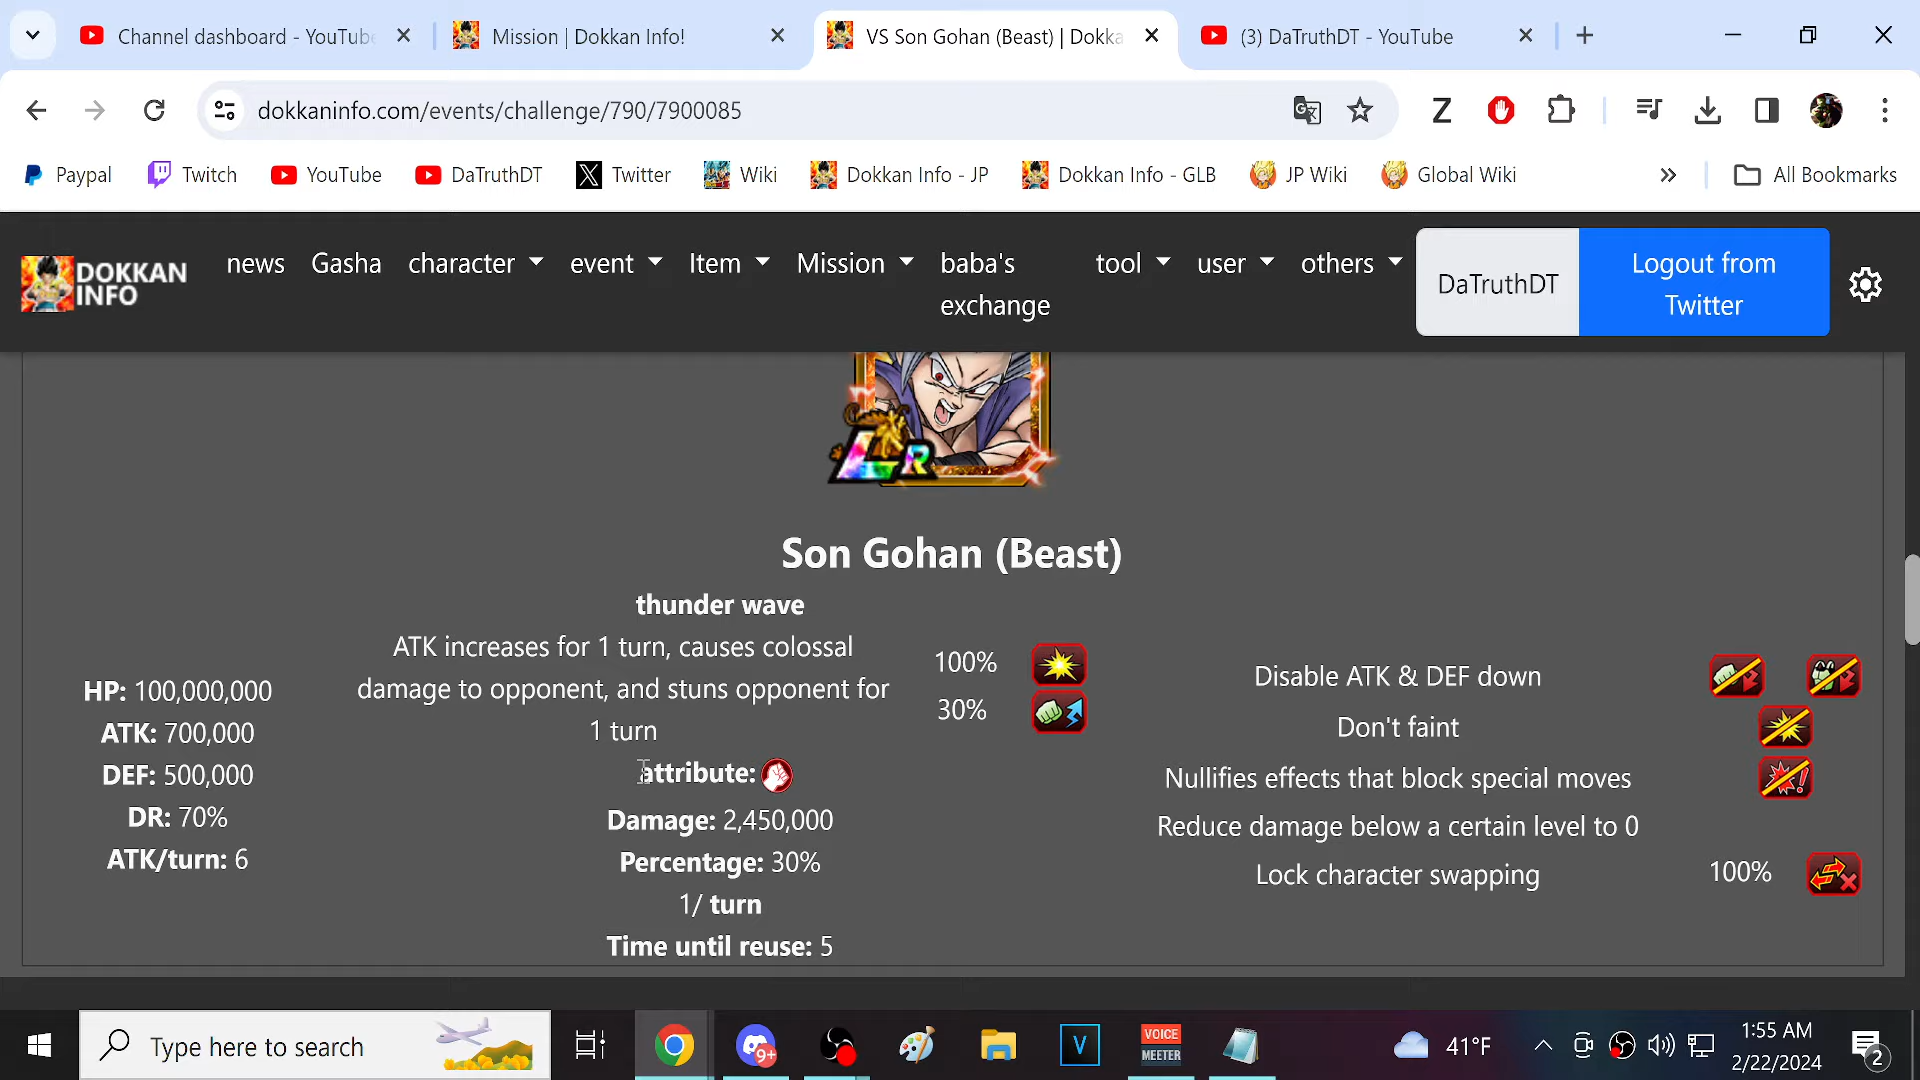 Channel dashboard - YouTube
Mission | Dokkan Info!
VS Son Gohan (Beast) | Dokka
(3) DaTruthDT - YouTube
dokkaninfo.com/events/challenge/790/7900085
Paypal
Twitch
YouTube
DaTruthDT
Twitter
Wiki
Dokkan Info - JP
Dokkan Info - GLB
JP Wiki
Global Wiki
All Bookmarks
DOKKAN
INFO
news
Gasha
character
event
Item
Mission
baba's
exchange
tool
user
others
DaTruthDT
Logout from
Twitter
LR
Son Gohan (Beast)
HP: 100,000,000
ATK: 700,000
DEF: 500,000
DR: 70%
ATK/turn: 6
thunder wave
ATK increases for 1 turn, causes colossal
damage to opponent, and stuns opponent for
1 turn
attribute:
Damage: 2,450,000
Percentage: 30%
1/ turn
Time until reuse: 5
100%
30%
Disable ATK & DEF down
Don't faint
Nullifies effects that block special moves
Reduce damage below a certain level to 0
Lock character swapping
100%
Type here to search
9+
V
VOICE
MEETER
41°F
1:55 AM
2/22/2024
2